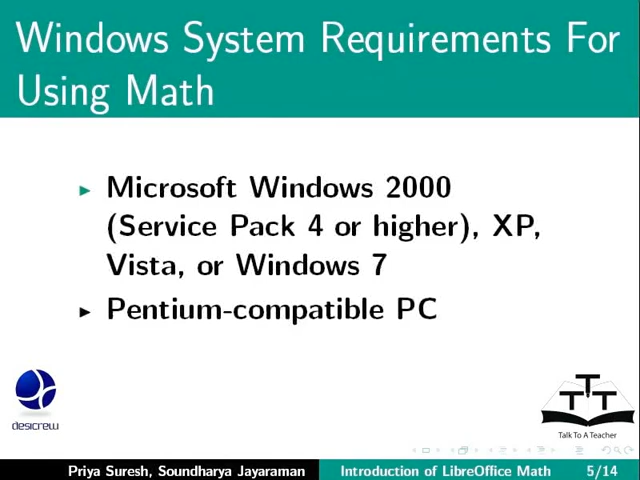 Windows System Requirements For
Using Math
Microsoft Windows 2000
(Service Pack 4 or higher), XP,
Vista, or Windows 7
Pentium-compatible PC
desicrew
T T T
Talk To A Teacher
Priya Suresh, Soundharya Jayaraman
Introduction of LibreOffice Math
5/14